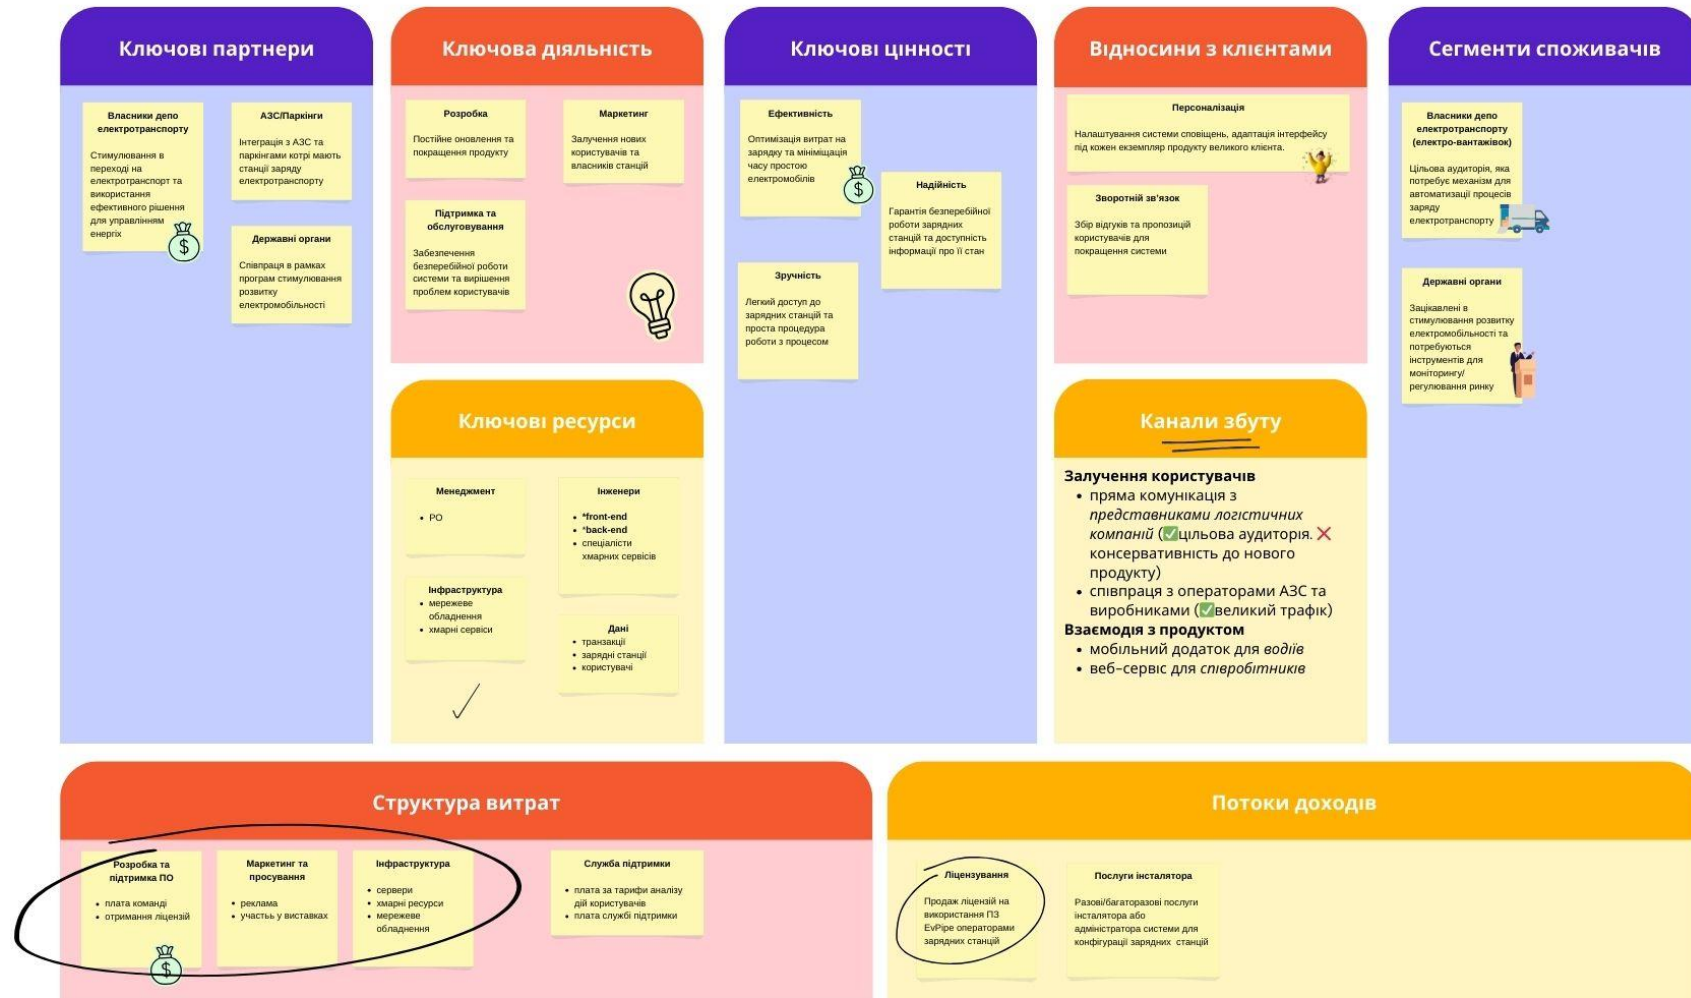 Ключові партнери
Власники депо
електротранспорту
Стимулювання в
переході на
електротранспорт та
використання
ефективного рішення
для управлінням
енергіх
АЗС/Паркінги
Інтеграція з АЗС та
паркінгами котрі мають
станції заряду
електротранспорту
Державні органи
Співпраця в рамках
програм стимулювання
розвитку
електромобільності
Ключова діяльність
Розробка
Постійне оновлення та
покращення продукту
Маркетинг
Залучення нових
користувачів та
власників станцій
Підтримка та
обслуговування
Забезпечення
безперебійної роботи
системи та вирішення
проблем користувачів
Ключові ресурси
Менеджмент
• PO
Інженери
• *front-end
• *back-end
• спеціалісти
хмарних сервісів
Інфраструктура
• мережеве
обладнення
• хмарні сервіси
Дані
• транзакції
• зарядні станції
• користувачі
Ключові цінності
Ефективність
Оптимізація витрат на
зарядку та мініміщація
часу простою
електромобілів
Надійність
Гарантія безперебійної
роботи зарядних
станцій та доступність
інформації про її стан
Зручність
Легкий доступ до
зарядних станцій та
проста процедура
роботи з процесом
Відносини з клієнтами
Персоналізація
Налаштування системи сповіщень, адаптація інтерфейсу
під кожен екземпляр продукту великого клієнта.
Зворотній зв’язок
Збір відгуків та пропозицій
користувачів для
покращення системи
Канали збуту
Залучення користувачів
• пряма комунікація з
представниками логістичних
компаній (✅цільова аудиторія. ❌
консервативність до нового
продукту)
• співпраця з операторами АЗС та
виробниками (✅великий трафік)
Взаємодія з продуктом
• мобільний додаток для водіїв
• веб-сервіс для співробітників
Сегменти споживачів
Власники депо
електротранспорту
(електро-вантажівок)
Цільова аудиторія, яка
потребує механізм для
автоматизації процесів
заряду
електротранспорту
Державні органи
Зацікавлені в
стимулювання розвитку
електромобільності та
потребуються
інструментів для
моніторингу/
регулювання ринку
Структура витрат
Розробка та
підтримка ПО
• плата команді
• отримання ліцензій
Маркетинг та
просування
• реклама
• участьь у виставках
Інфраструктура
• сервери
• хмарні ресурси
• мережеве
обладнення
Служба підтримки
• плата за тарифи аналізу
дій користувачів
• плата службі підтримки
Потоки доходів
Ліцензування
Продаж ліцензій на
використання ПЗ
EvPipe операторами
зарядних станцій
Послуги інсталятора
Разові/багаторазові послуги
інсталятора або
адміністратора системи для
конфігурації зарядних станцій